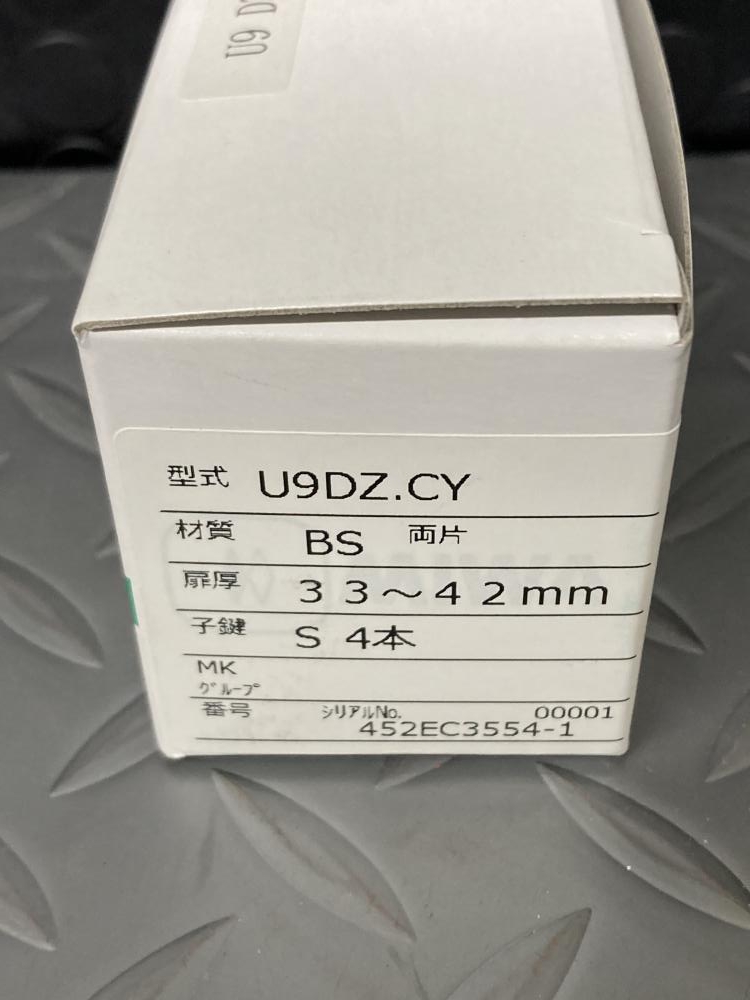 U9 D
型式 U9DZ.CY
材質 BS 両片
扉厚 33～42mm
子鍵 S 4本
MK
グループ
番号 シリアルNo. 00001
452EC3554-1